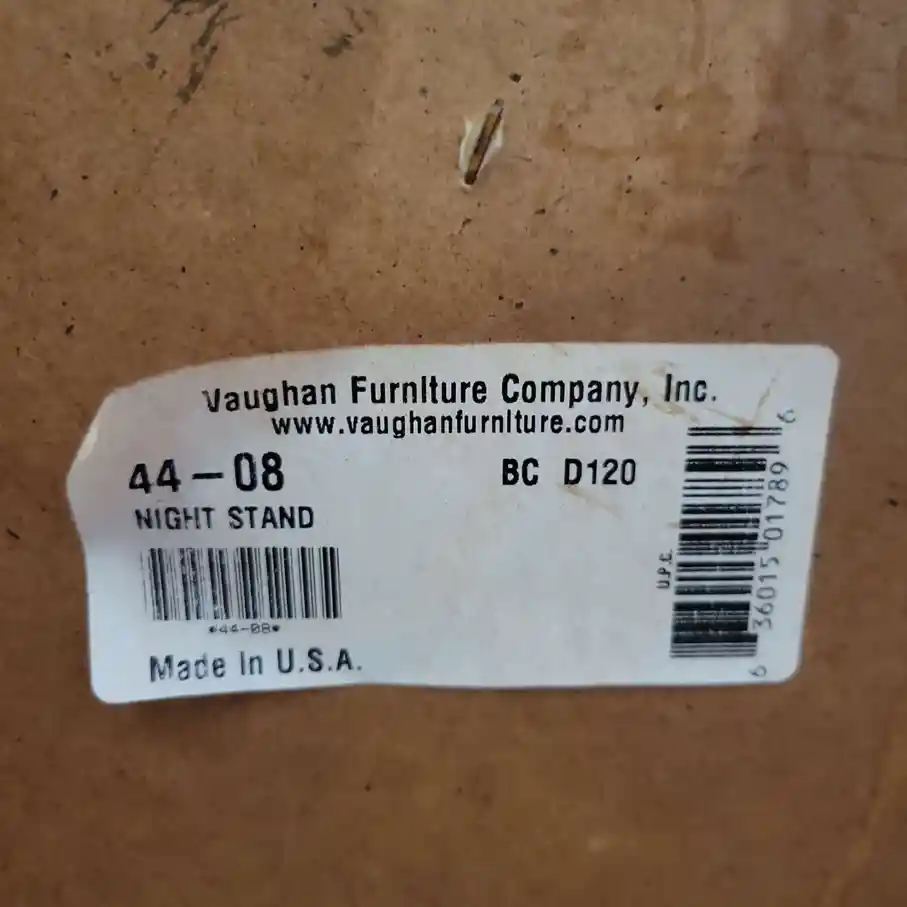 Vaughan Furniture Company, Inc.
www.vaughanfurniture.com
44-08
BC D120
NIGHT STAND
*44-08*
Made In U.S.A.
U.P.C.
6 36015 01789 6